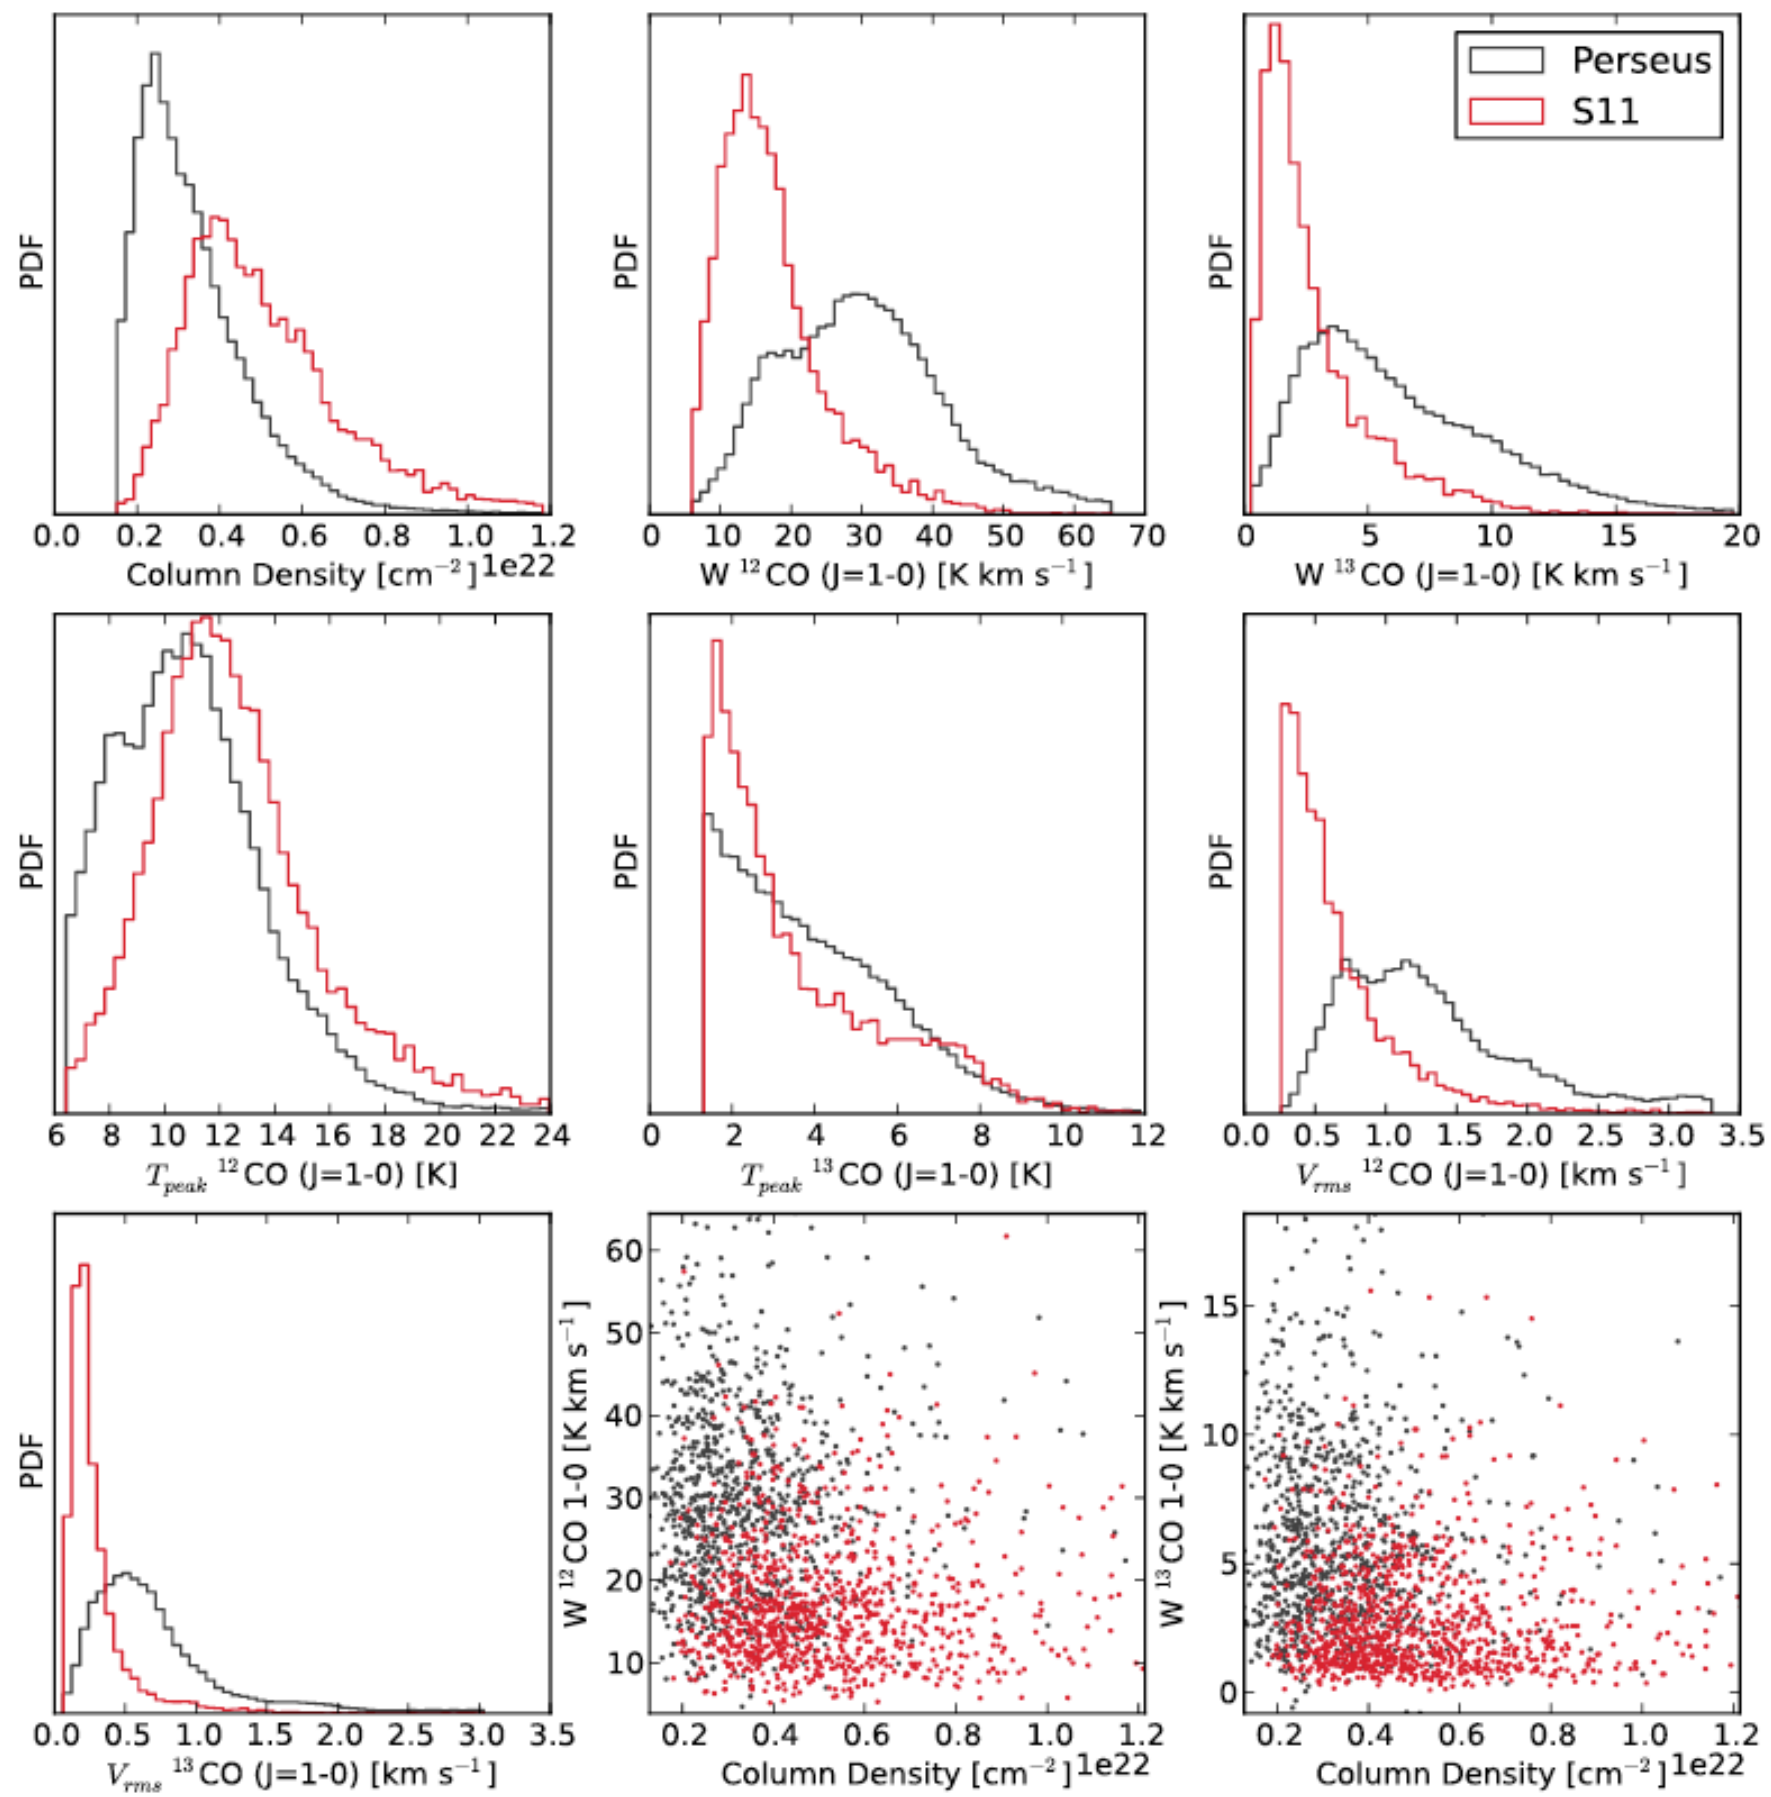 Perseus
S11
PDF
0.0 0.2 0.4 0.6 0.8 1.0 1.2
Column Density [cm⁻²] 1e22
PDF
0 10 20 30 40 50 60 70
W ¹²CO (J=1-0) [K km s⁻¹]
PDF
0 5 10 15 20
W ¹³CO (J=1-0) [K km s⁻¹]
PDF
6 8 10 12 14 16 18 20 22 24
T_peak ¹²CO (J=1-0) [K]
PDF
0 2 4 6 8 10 12
T_peak ¹³CO (J=1-0) [K]
PDF
0.0 0.5 1.0 1.5 2.0 2.5 3.0 3.5
V_rms ¹²CO (J=1-0) [km s⁻¹]
PDF
0.0 0.5 1.0 1.5 2.0 2.5 3.0 3.5
V_rms ¹³CO (J=1-0) [km s⁻¹]
W ¹²CO 1-0 [K km s⁻¹]
60
50
40
30
20
10
0.2 0.4 0.6 0.8 1.0 1.2
Column Density [cm⁻²] 1e22
W ¹³CO 1-0 [K km s⁻¹]
15
10
5
0
0.2 0.4 0.6 0.8 1.0 1.2
Column Density [cm⁻²] 1e22